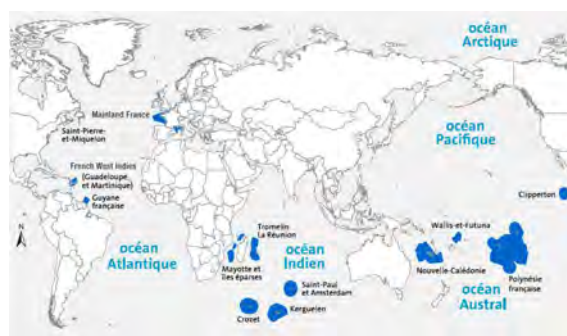 océan
Arctique
Mainland France
Saint-Pierre-
et-Miquelon
océan
Pacifique
French West Indies
(Guadeloupe
et Martinique)
Guyane
française
Clipperton
N
océan
Atlantique
Tromelin
La Réunion
océan
Indien
Mayotte et
îles éparses
Wallis-et-Futuna
Nouvelle-Calédonie
Polynésie
française
Saint-Paul
et Amsterdam
océan
Austral
Crozet
Kerguelen